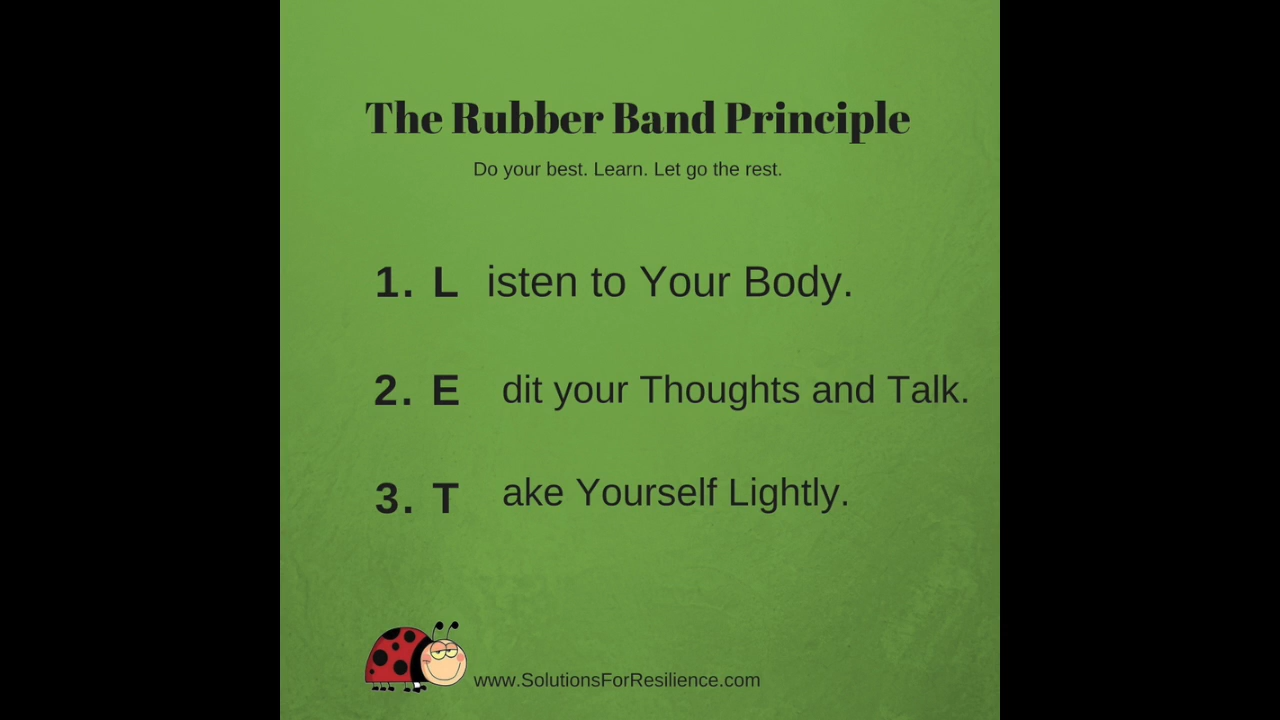 The Rubber Band Principle
Do your best. Learn. Let go the rest.
1. L isten to Your Body.
2. E dit your Thoughts and Talk.
3. T ake Yourself Lightly.
www.SolutionsForResilience.com